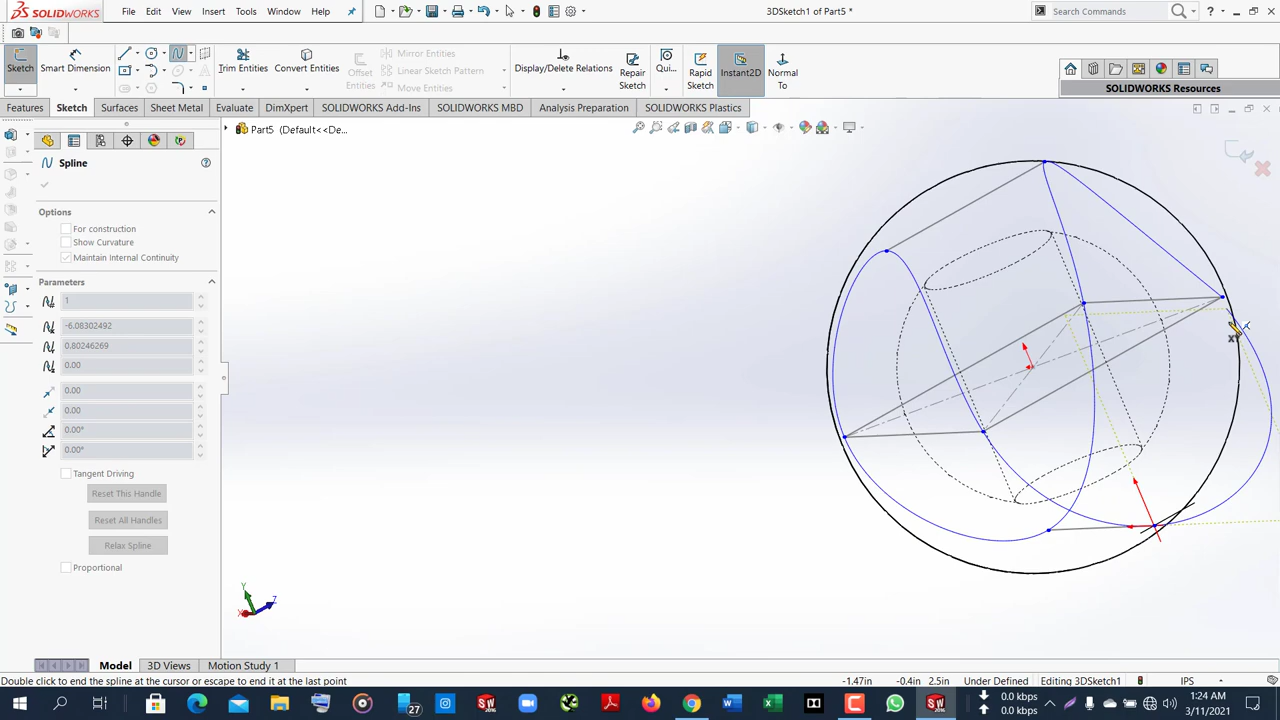 SOLIDWORKS File Edit View Insert Tools Window Help 3DSketch1 of Part5 * Search Commands ?
Sketch Smart Dimension Trim Entities Convert Entities Offset Entities Mirror Entities Linear Sketch Pattern Move Entities Display/Delete Relations Repair Sketch Qui... Rapid Sketch Instant2D Normal To
SOLIDWORKS Resources
Features Sketch Surfaces Sheet Metal Evaluate DimXpert SOLIDWORKS Add-Ins SOLIDWORKS MBD Analysis Preparation SOLIDWORKS Plastics
Part5 (Default<<De...
Spline
Options
For construction
Show Curvature
Maintain Internal Continuity
Parameters
1
-6.08302492
0.80246269
0.00
0.00
0.00
0.00°
0.00°
Tangent Driving
Reset This Handle
Reset All Handles
Relax Spline
Proportional
XY
Y
X Z
Model 3D Views Motion Study 1
Double click to end the spline at the cursor or escape to end it at the last point -1.47in -0.4in 2.5in Under Defined Editing 3DSketch1 IPS
27
0.0 kbps
0.0 kbps
1:24 AM
3/11/2021